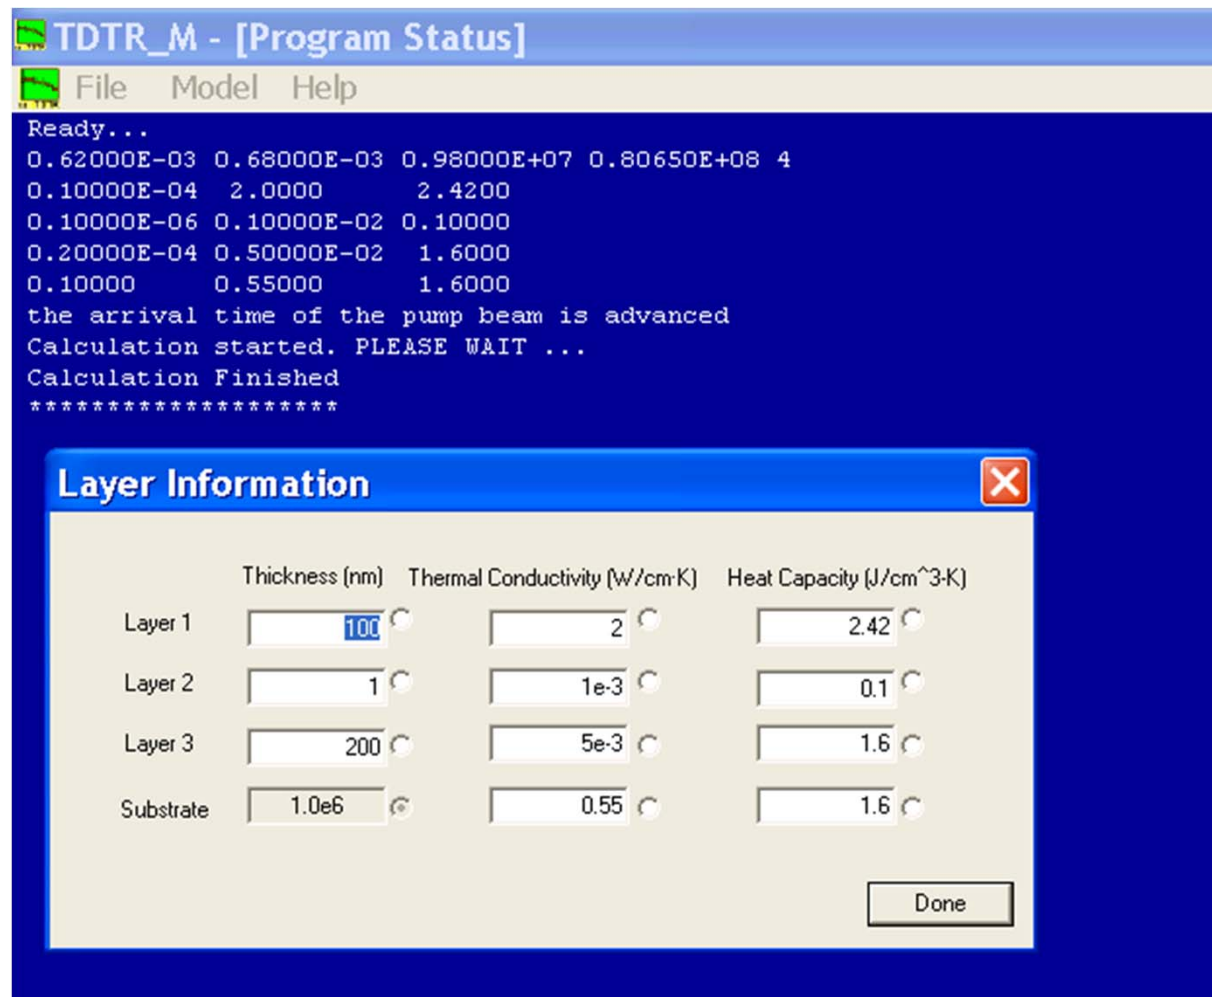 TDTR_M - [Program Status]
File Model Help
Ready...
0.62000E-03 0.68000E-03 0.98000E+07 0.80650E+08 4
0.10000E-04 2.0000 2.4200
0.10000E-06 0.10000E-02 0.10000
0.20000E-04 0.50000E-02 1.6000
0.10000 0.55000 1.6000
the arrival time of the pump beam is advanced
Calculation started. PLEASE WAIT ...
Calculation Finished
********************
Layer Information
Thickness (nm) Thermal Conductivity (W/cm·K) Heat Capacity (J/cm^3-K)
Layer 1 100 2 2.42
Layer 2 1 1e-3 0.1
Layer 3 200 5e-3 1.6
Substrate 1.0e6 0.55 1.6
Done